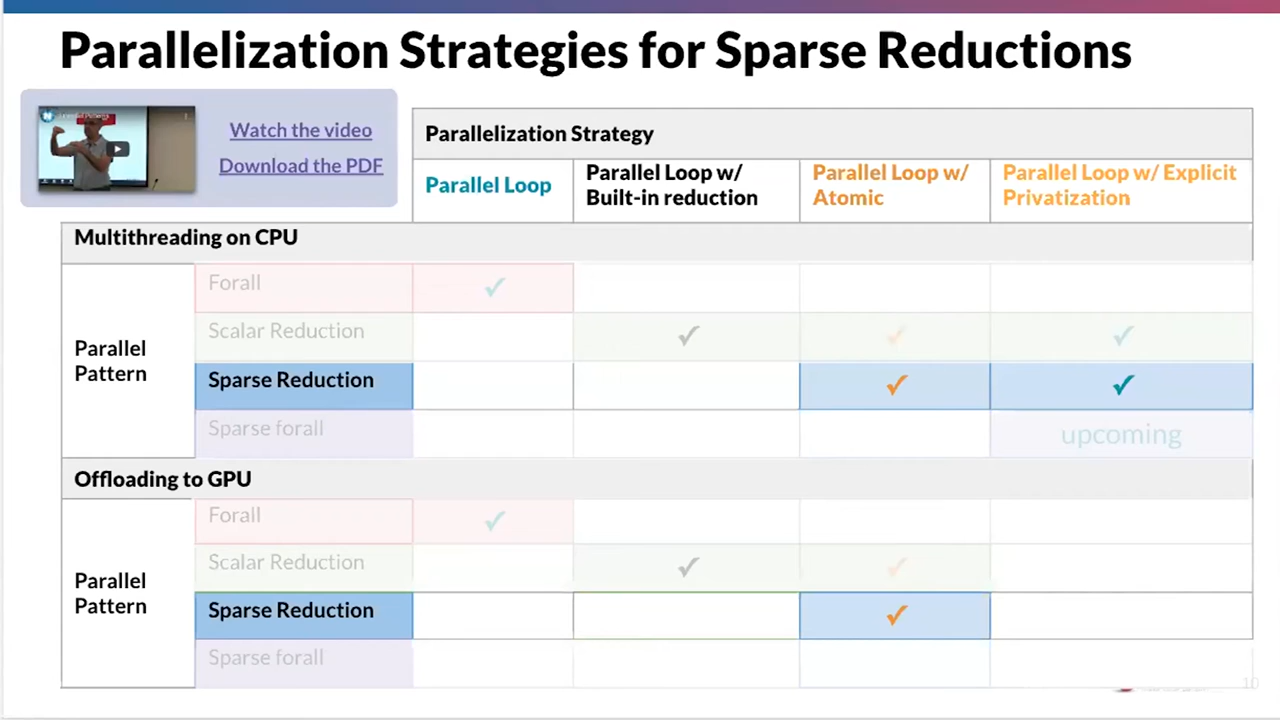 Parallelization Strategies for Sparse Reductions
Watch the video
Download the PDF
Parallelization Strategy
Parallel Loop
Parallel Loop w/
Built-in reduction
Parallel Loop w/
Atomic
Parallel Loop w/ Explicit
Privatization
Multithreading on CPU
Parallel
Pattern
Forall
✓
Scalar Reduction
✓ ✓ ✓
Sparse Reduction
✓ ✓
Sparse forall
upcoming
Offloading to GPU
Parallel
Pattern
Forall
✓
Scalar Reduction
✓ ✓
Sparse Reduction
✓
Sparse forall
10